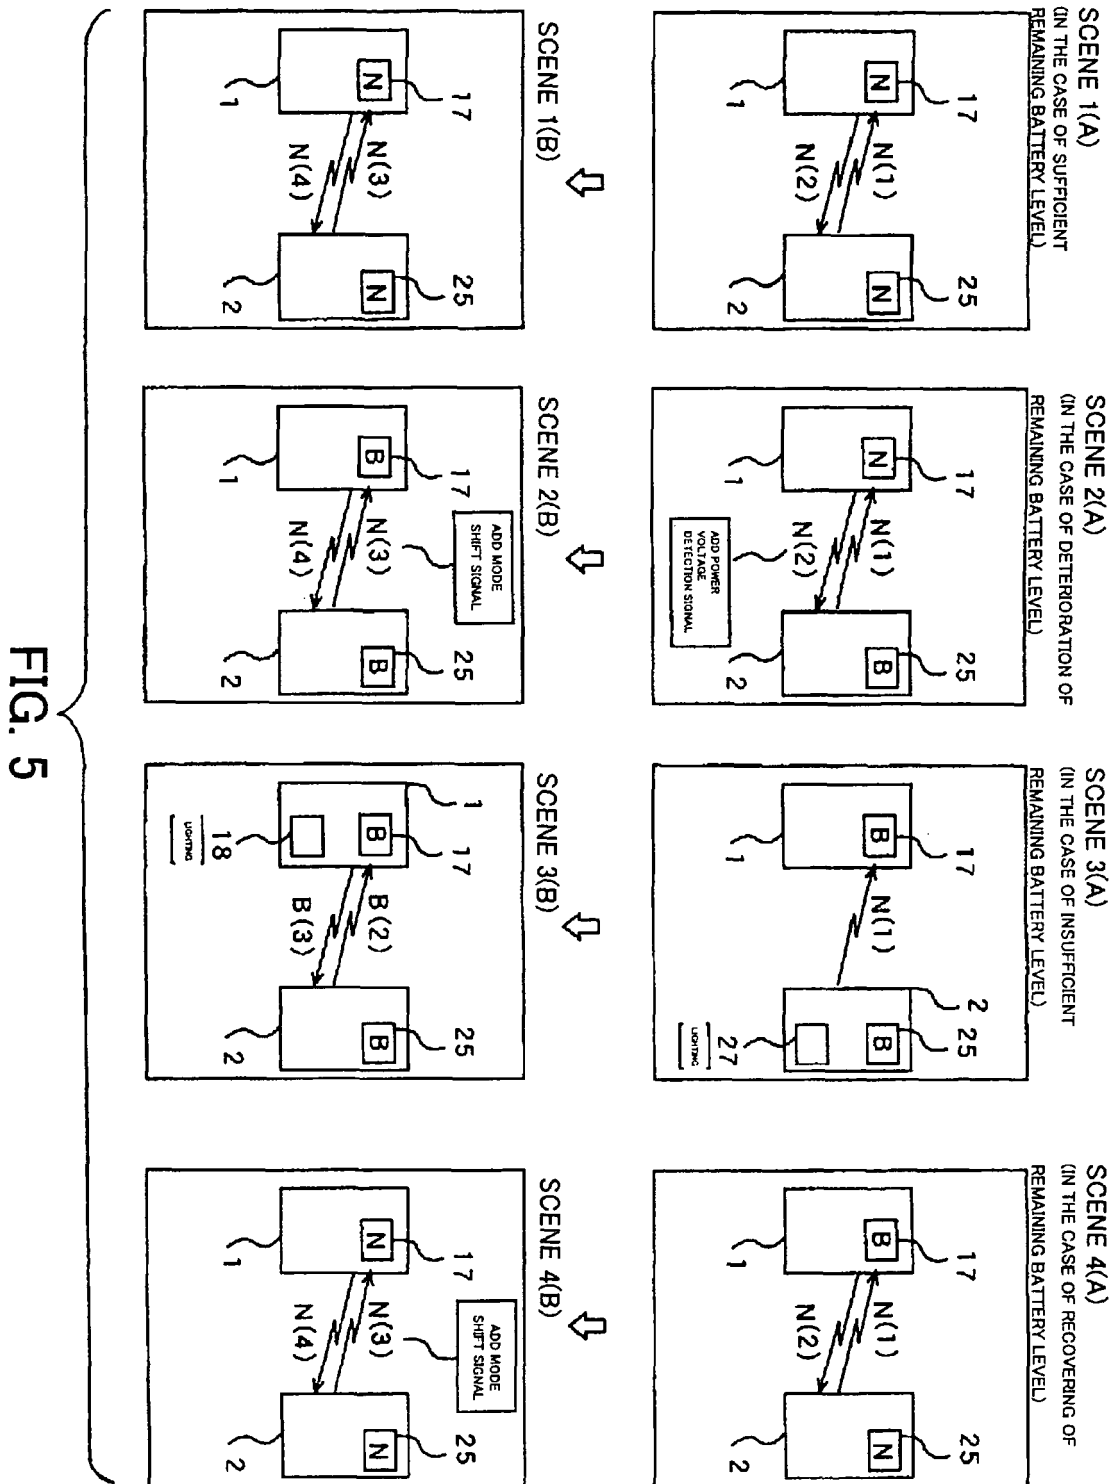 SCENE 1(A)
(IN THE CASE OF SUFFICIENT
REMAINING BATTERY LEVEL)
17
25
N
N
N(1)
N(2)
1
2
SCENE 2(A)
(IN THE CASE OF DETERIORATION OF
REMAINING BATTERY LEVEL)
17
25
N
B
N(1)
N(2)
1
2
ADD POWER
VOLTAGE
DETECTION SIGNAL
SCENE 3(A)
(IN THE CASE OF INSUFFICIENT
REMAINING BATTERY LEVEL)
2
17
25
B
B
N(1)
1
27
LIGHTING
SCENE 4(A)
(IN THE CASE OF RECOVERING OF
REMAINING BATTERY LEVEL)
17
25
B
N
N(1)
N(2)
1
2
SCENE 1(B)
17
25
N
N
N(3)
N(4)
1
2
SCENE 2(B)
ADD MODE
SHIFT SIGNAL
17
25
B
B
N(3)
N(4)
1
2
SCENE 3(B)
1
17
25
B
B
B(2)
B(3)
18
2
LIGHTING
SCENE 4(B)
ADD MODE
SHIFT SIGNAL
17
25
N
N
N(3)
N(4)
1
2
FIG. 5